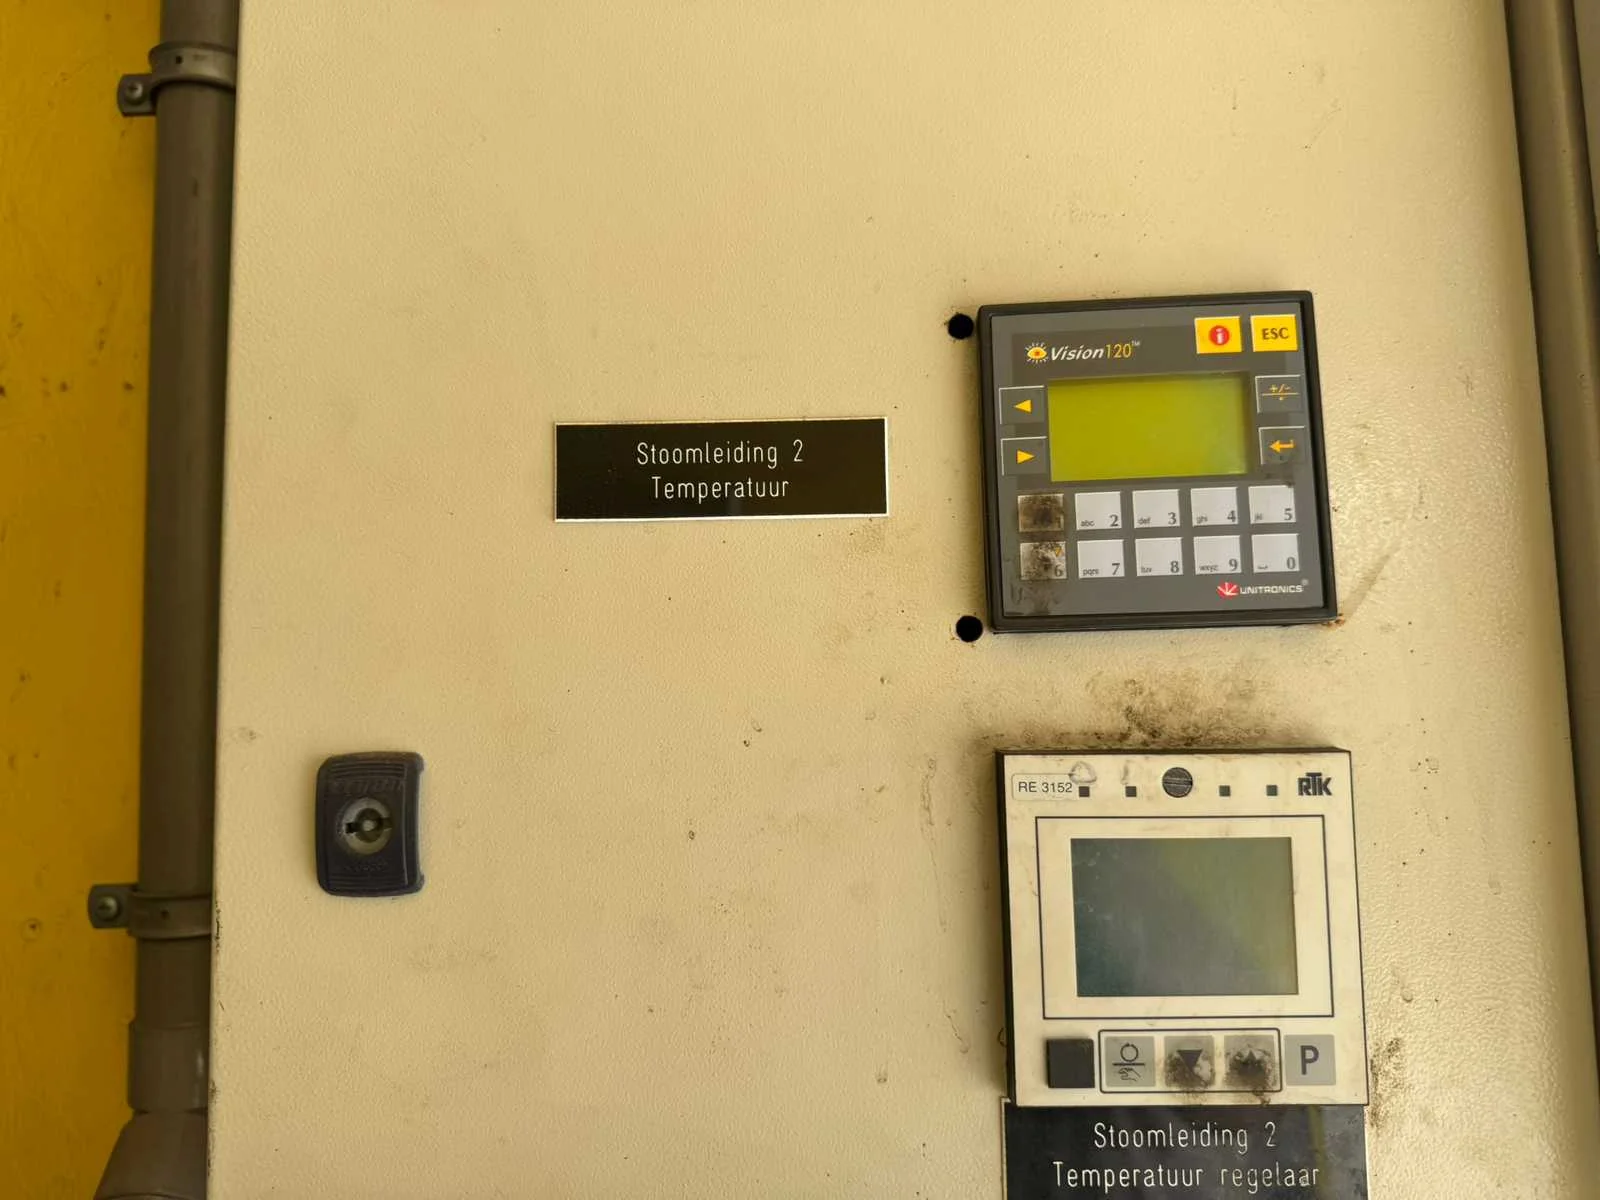 Vision120™
i
ESC
+/-
Stoomleiding 2
Temperatuur
abc 2
def 3
ghi 4
jkl 5
6
pqrs 7
tuv 8
wxyz 9
0
UNITRONICS®
RE 3152
RTK
P
Stoomleiding 2
Temperatuur regelaar